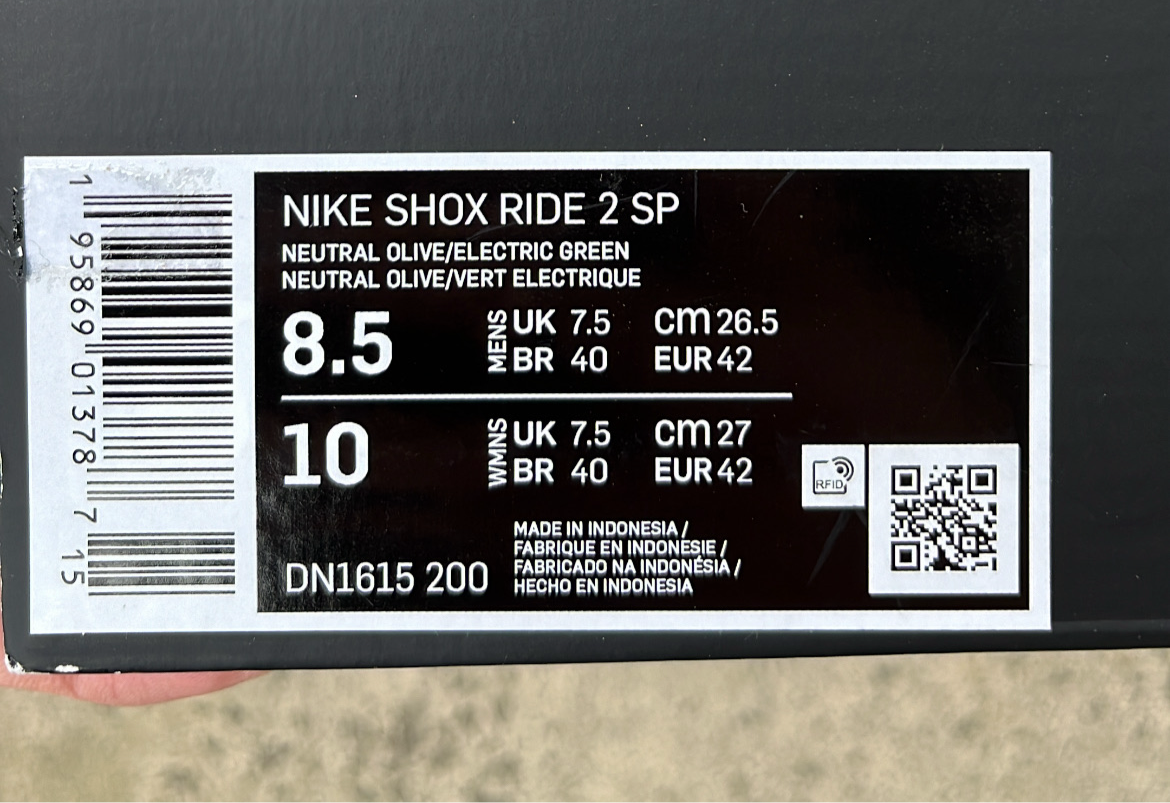 1 95869 01378 7 15
NIKE SHOX RIDE 2 SP
NEUTRAL OLIVE/ELECTRIC GREEN
NEUTRAL OLIVE/VERT ELECTRIQUE
8.5 MENS UK 7.5 cm 26.5
BR 40 EUR 42
10 WMNS UK 7.5 cm 27
BR 40 EUR 42
RFID
DN1615 200
MADE IN INDONESIA /
FABRIQUE EN INDONESIE /
FABRICADO NA INDONÉSIA /
HECHO EN INDONESIA